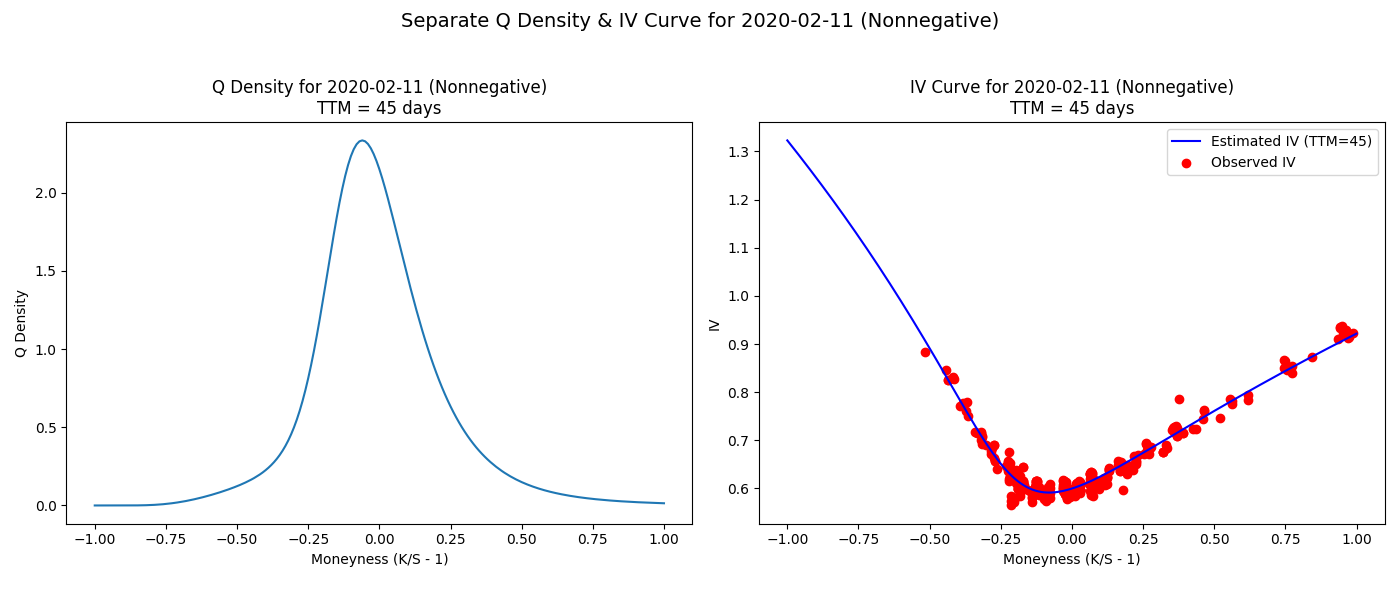 Separate Q Density & IV Curve for 2020-02-11 (Nonnegative)
Q Density for 2020-02-11 (Nonnegative)
TTM = 45 days
Q Density
2.0
1.5
1.0
0.5
0.0
−1.00 −0.75 −0.50 −0.25 0.00 0.25 0.50 0.75 1.00
Moneyness (K/S - 1)
IV Curve for 2020-02-11 (Nonnegative)
TTM = 45 days
Estimated IV (TTM=45)
Observed IV
IV
1.3
1.2
1.1
1.0
0.9
0.8
0.7
0.6
−1.00 −0.75 −0.50 −0.25 0.00 0.25 0.50 0.75 1.00
Moneyness (K/S - 1)